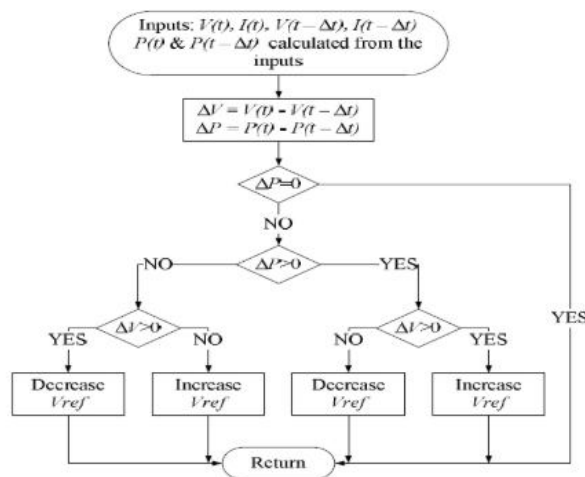 Inputs: V(t), I(t), V(t – Δt), I(t – Δt)
P(t) & P(t – Δt) calculated from the
inputs
ΔV = V(t) - V(t – Δt)
ΔP = P(t) - P(t – Δt)
ΔP=0
NO
ΔP>0
NO
YES
YES
ΔV>0
ΔV>0
YES
NO
NO
YES
Decrease
Vref
Increase
Vref
Decrease
Vref
Increase
Vref
Return